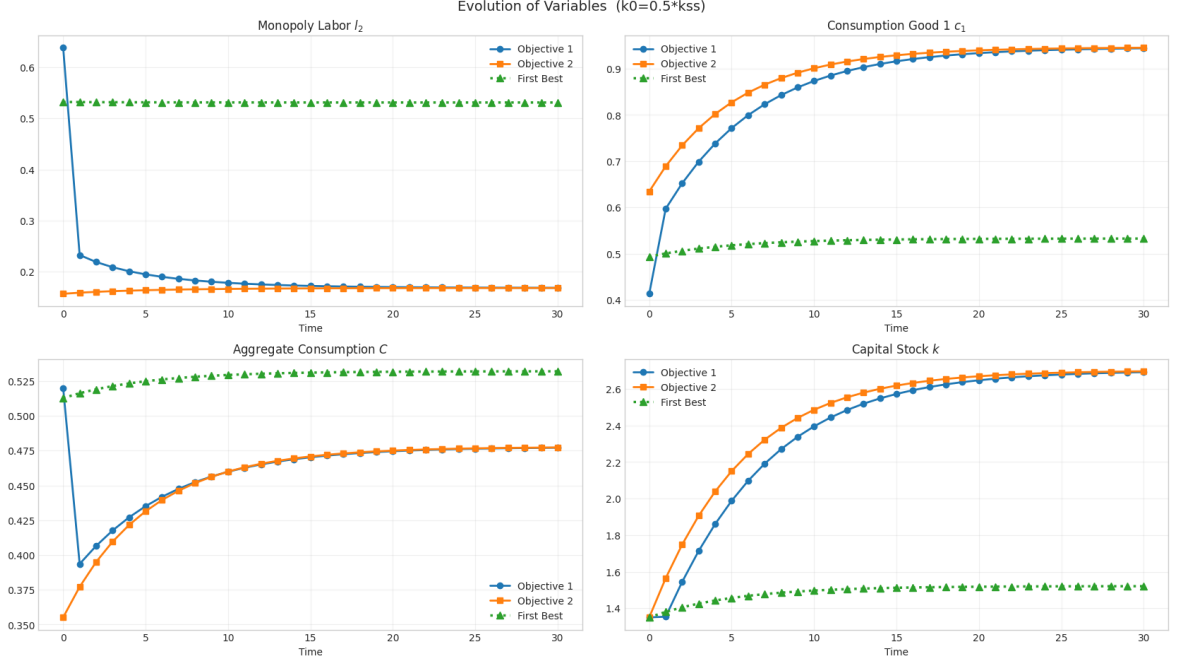 Evolution of Variables (k0=0.5*kss)
Monopoly Labor l₂
0.6
0.5
0.4
0.3
0.2
0
5
10
15
20
25
30
Time
Objective 1
Objective 2
First Best
Consumption Good 1 c₁
0.9
0.8
0.7
0.6
0.5
0.4
0
5
10
15
20
25
30
Time
Objective 1
Objective 2
First Best
Aggregate Consumption C
0.525
0.500
0.475
0.450
0.425
0.400
0.375
0.350
0
5
10
15
20
25
30
Time
Objective 1
Objective 2
First Best
Capital Stock k
2.6
2.4
2.2
2.0
1.8
1.6
1.4
0
5
10
15
20
25
30
Time
Objective 1
Objective 2
First Best